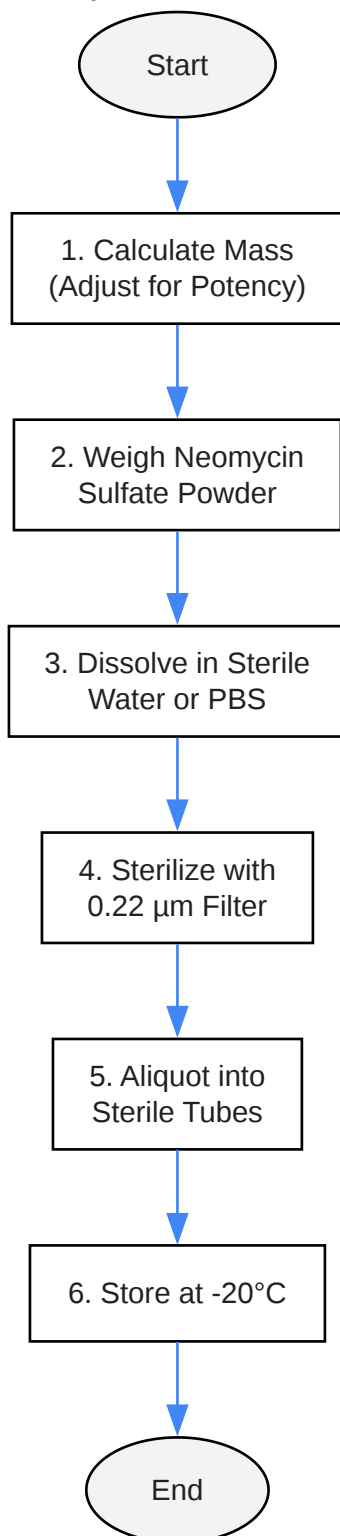 Start
1. Calculate Mass
(Adjust for Potency)
2. Weigh Neomycin
Sulfate Powder
3. Dissolve in Sterile
Water or PBS
4. Sterilize with
0.22 µm Filter
5. Aliquot into
Sterile Tubes
6. Store at -20°C
End